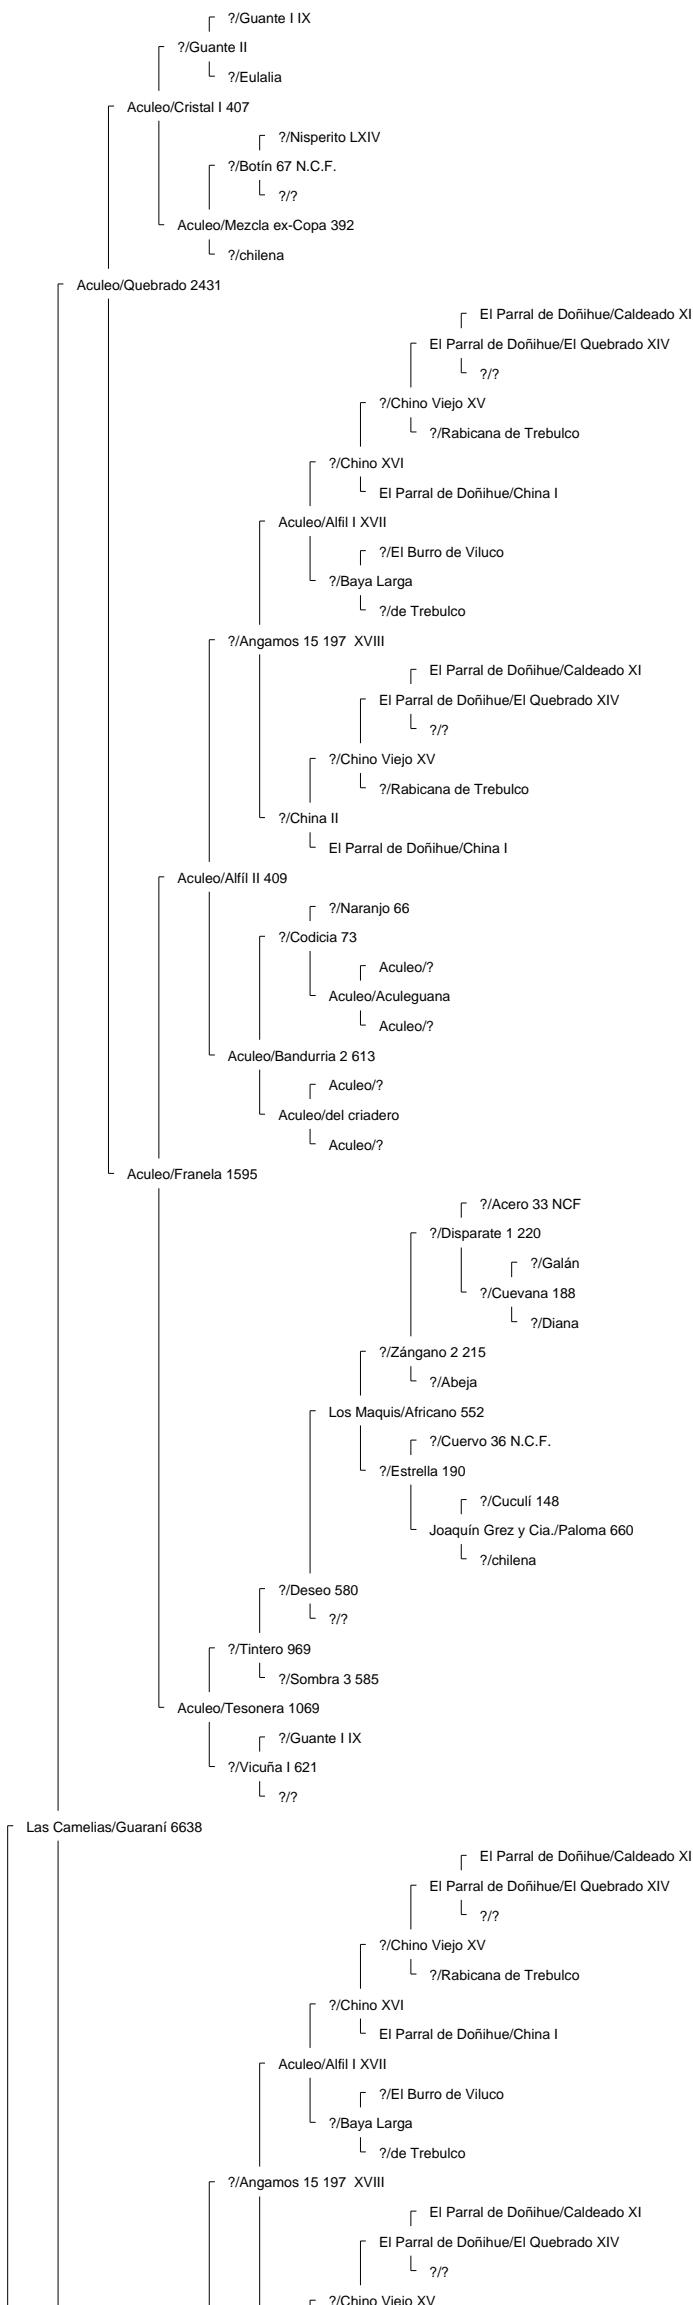 ?/Guante I IX
?/Guante II
?/Eulalia
Aculeo/Cristal I 407
?/Nisperito LXIV
?/Botín 67 N.C.F.
?/?
Aculeo/Mezcla ex-Copa 392
?/chilena
Aculeo/Quebrado 2431
El Parral de Doñihue/Caldeado XI
El Parral de Doñihue/El Quebrado XIV
?/?
?/Chino Viejo XV
?/Rabicana de Trebulco
?/Chino XVI
El Parral de Doñihue/China I
Aculeo/Alfil I XVII
?/El Burro de Viluco
?/Baya Larga
?/de Trebulco
?/Angamos 15 197  XVIII
El Parral de Doñihue/Caldeado XI
El Parral de Doñihue/El Quebrado XIV
?/?
?/Chino Viejo XV
?/Rabicana de Trebulco
?/China II
El Parral de Doñihue/China I
Aculeo/Alfíl II 409
?/Naranjo 66
?/Codicia 73
Aculeo/?
Aculeo/Aculeguana
Aculeo/?
Aculeo/Bandurria 2 613
Aculeo/?
Aculeo/del criadero
Aculeo/?
Aculeo/Franela 1595
?/Acero 33 NCF
?/Disparate 1 220
?/Galán
?/Cuevana 188
?/Diana
?/Zángano 2 215
?/Abeja
Los Maquis/Africano 552
?/Cuervo 36 N.C.F.
?/Estrella 190
?/Cuculí 148
Joaquín Grez y Cia./Paloma 660
?/chilena
?/Deseo 580
?/?
?/Tintero 969
?/Sombra 3 585
Aculeo/Tesonera 1069
?/Guante I IX
?/Vicuña I 621
?/?
Las Camelias/Guaraní 6638
El Parral de Doñihue/Caldeado XI
El Parral de Doñihue/El Quebrado XIV
?/?
?/Chino Viejo XV
?/Rabicana de Trebulco
?/Chino XVI
El Parral de Doñihue/China I
Aculeo/Alfil I XVII
?/El Burro de Viluco
?/Baya Larga
?/de Trebulco
?/Angamos 15 197  XVIII
El Parral de Doñihue/Caldeado XI
El Parral de Doñihue/El Quebrado XIV
?/?
?/Chino Viejo XV